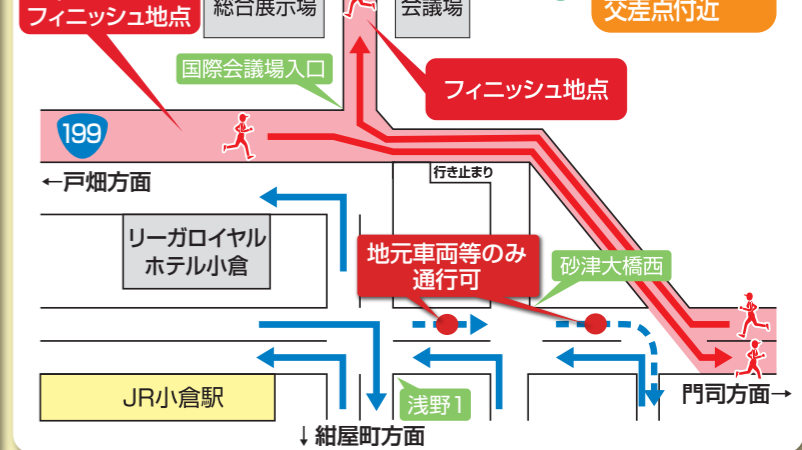 フィニッシュ地点
総合展示場
会議場
交差点付近
国際会議場入口
フィニッシュ地点
199
←戸畑方面
行き止まり
リーガロイヤル
ホテル小倉
地元車両等のみ
通行可
砂津大橋西
JR小倉駅
浅野1
門司方面→
↓紺屋町方面